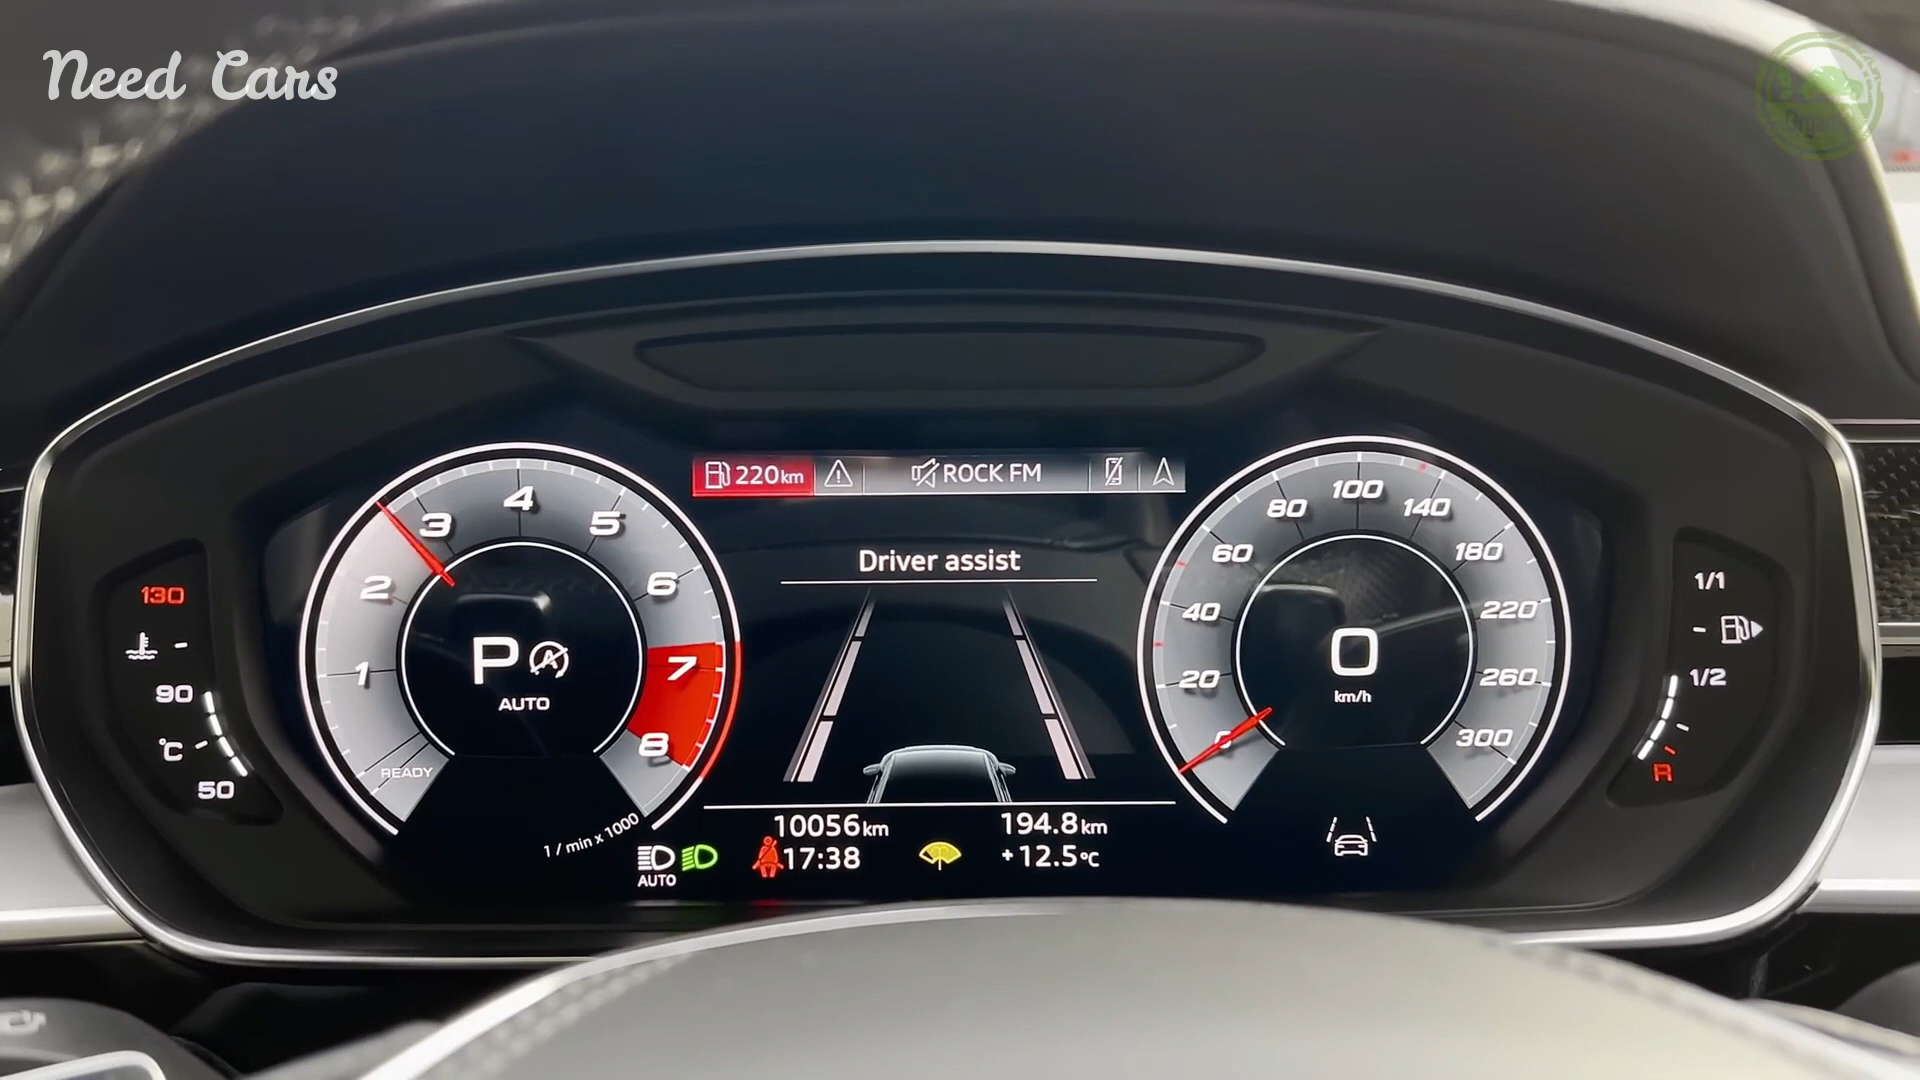 Need Cars
Organic
220km
ROCK FM
Driver assist
1 2 3 4 5 6 7 8
READY
1 / min x 1000
P
AUTO
0 20 40 60 80 100 140 180 220 260 300
0
km/h
130
90
°C
50
1/1
1/2
R
10056km
194.8km
AUTO
17:38
+12.5°C